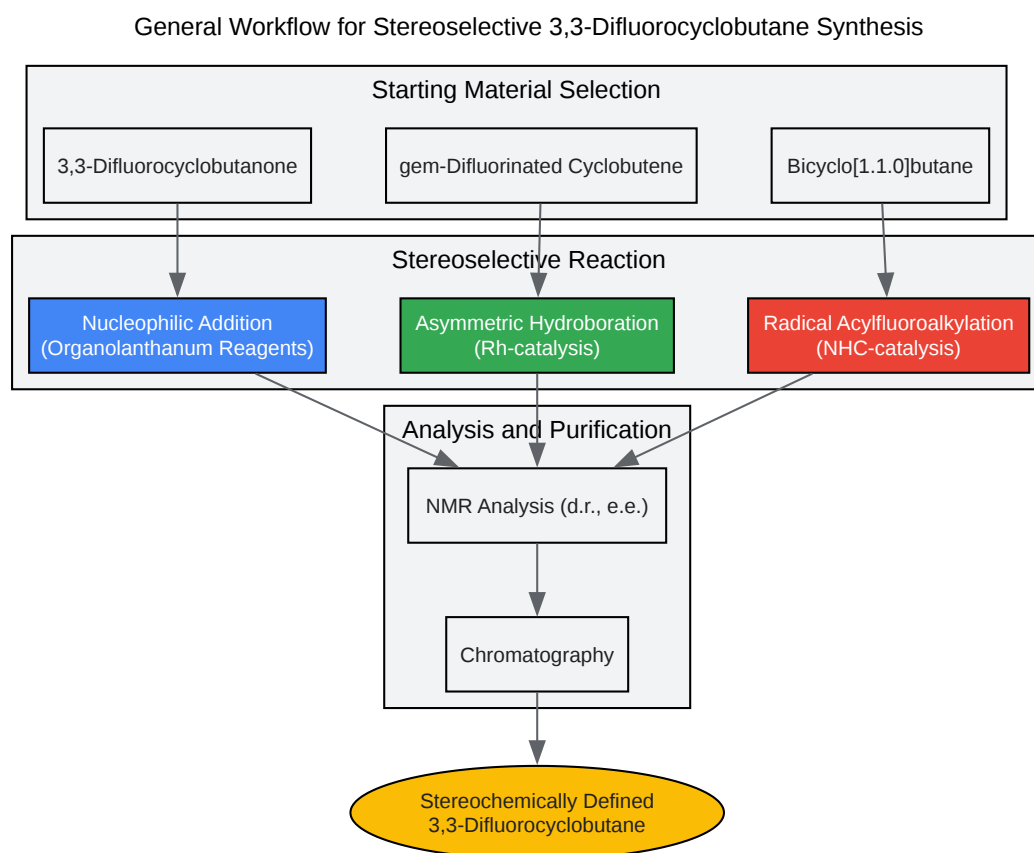 General Workflow for Stereoselective 3,3-Difluorocyclobutane Synthesis
Starting Material Selection
3,3-Difluorocyclobutanone
gem-Difluorinated Cyclobutene
Bicyclo[1.1.0]butane
Stereoselective Reaction
Nucleophilic Addition
(Organolanthanum Reagents)
Asymmetric Hydroboration
(Rh-catalysis)
Radical Acylfluoroalkylation
(NHC-catalysis)
Analysis and Purification
NMR Analysis (d.r., e.e.)
Chromatography
Stereochemically Defined
3,3-Difluorocyclobutane